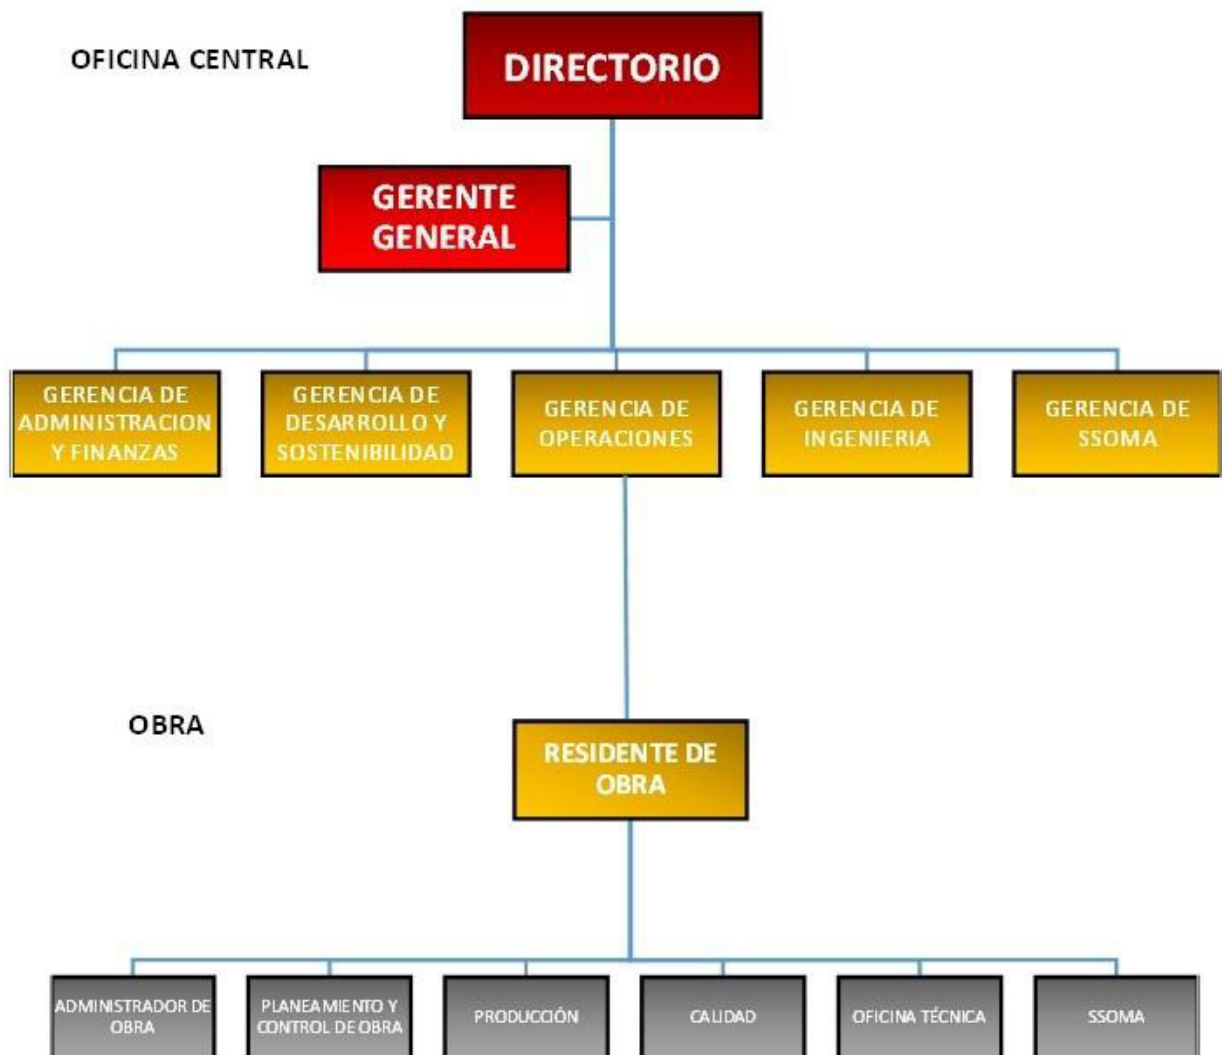 OFICINA CENTRAL
DIRECTORIO
GERENTE
GENERAL
GERENCIA DE
ADMINISTRACION
Y FINANZAS
GERENCIA DE
DESARROLLO Y
SOSTENIBILIDAD
GERENCIA DE
OPERACIONES
GERENCIA DE
INGENIERIA
GERENCIA DE
SSOMA
OBRA
RESIDENTE DE
OBRA
ADMINISTRADOR DE
OBRA
PLANEAMIENTO Y
CONTROL DE OBRA
PRODUCCIÓN
CALIDAD
OFICINA TÉCNICA
SSOMA